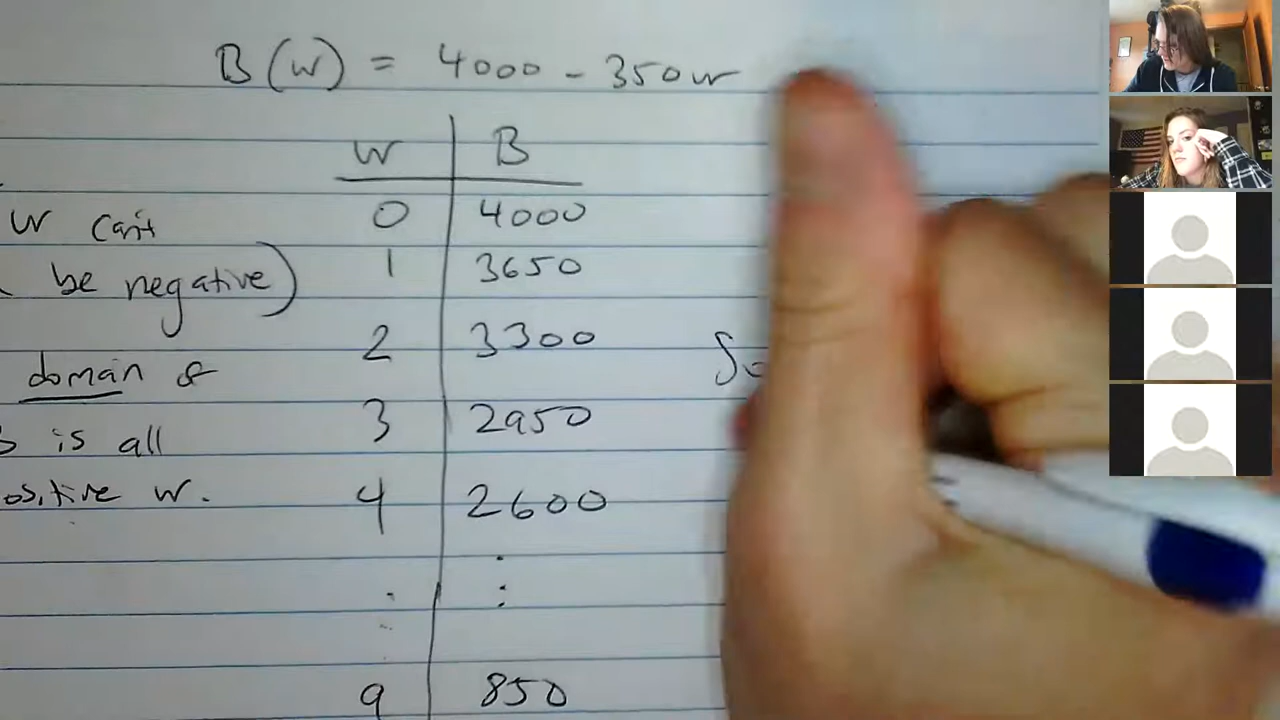 B(w) = 4000 - 350w
w B
0 4000
1 3650
2 3300
3 2950
4 2600
: :
9 850
w can't
be negative)
domain of
is all
w.